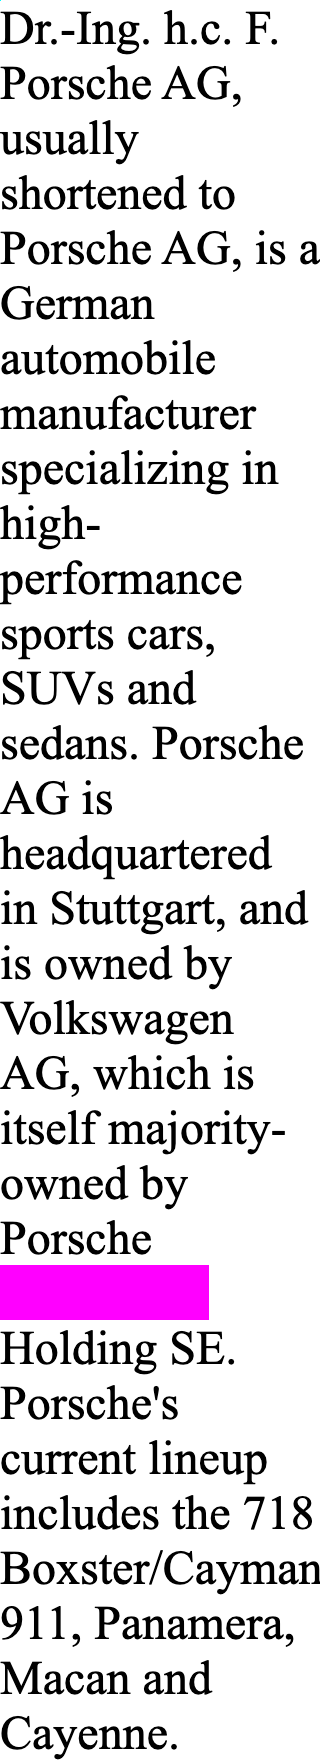 Dr.-Ing. h.c. F.
Porsche AG,
usually
shortened to
Porsche AG, is a
German
automobile
manufacturer
specializing in
high-
performance
sports cars,
SUVs and
sedans. Porsche
AG is
headquartered
in Stuttgart, and
is owned by
Volkswagen
AG, which is
itself majority-
owned by
Porsche
Holding SE.
Porsche's
current lineup
includes the 718
Boxster/Cayman
911, Panamera,
Macan and
Cayenne.